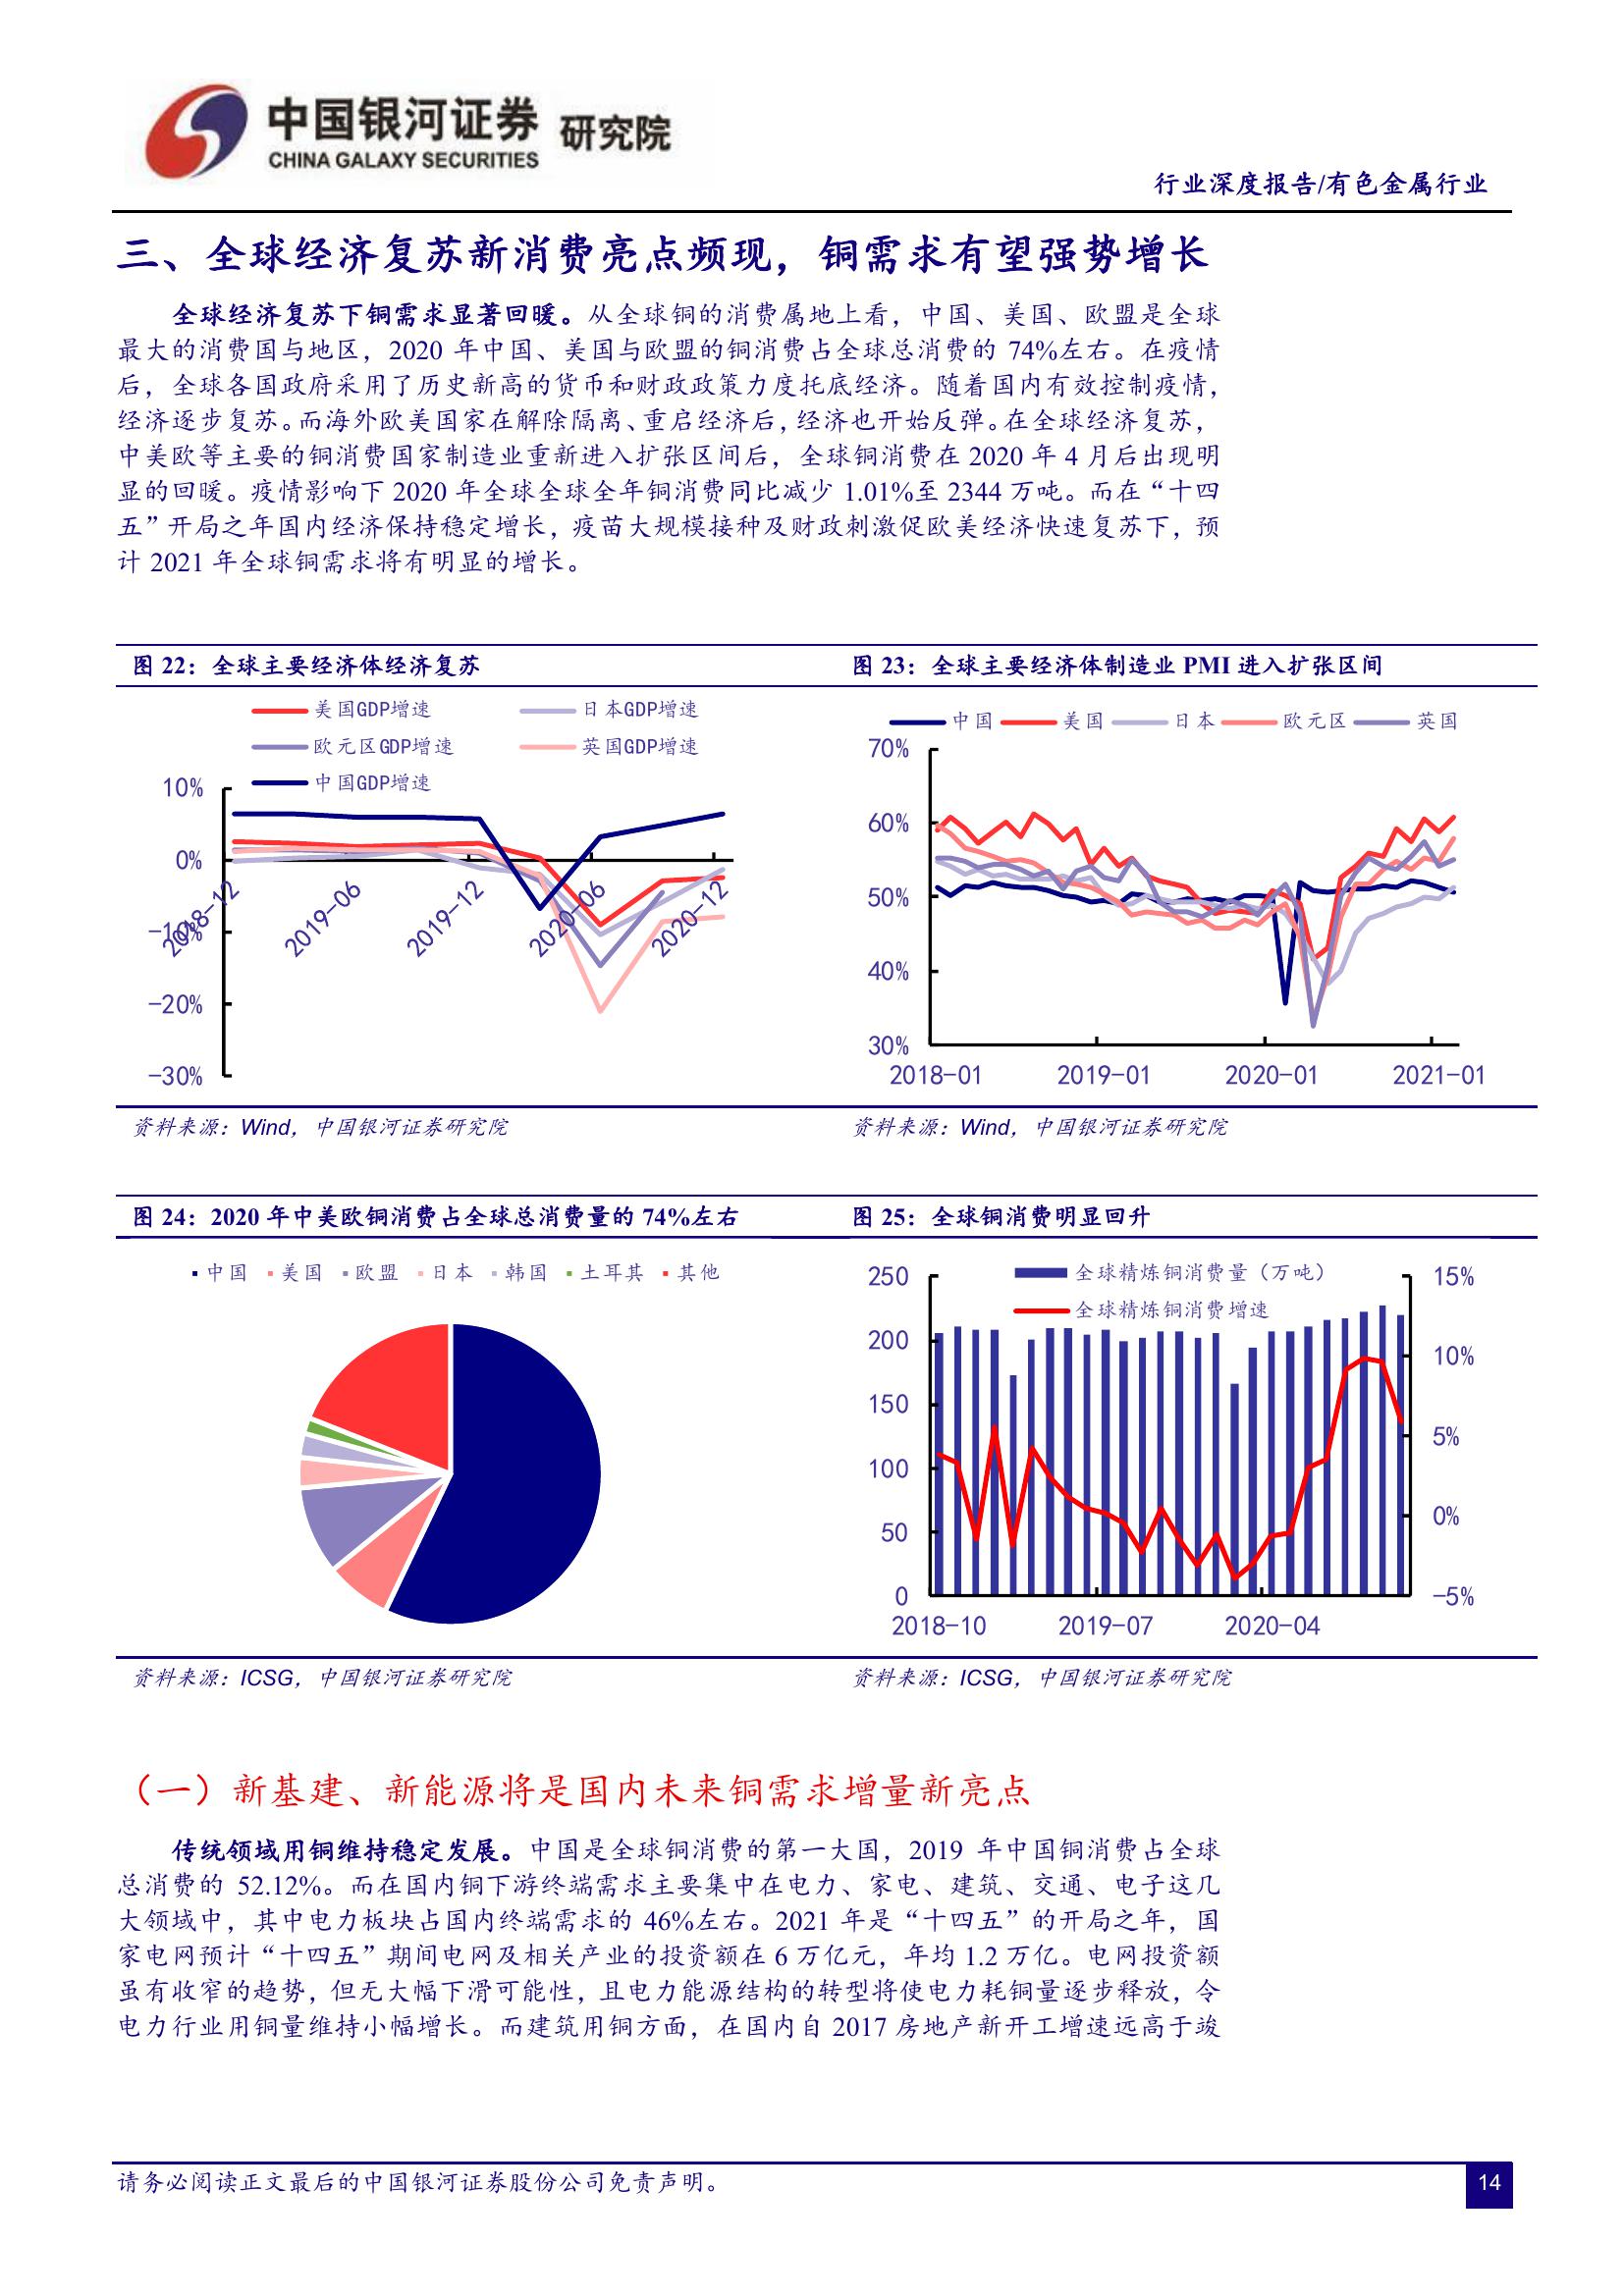 中国银河证券 研究院
CHINA GALAXY SECURITIES
行业深度报告/有色金属行业
三、全球经济复苏新消费亮点频现，铜需求有望强势增长
全球经济复苏下铜需求显著回暖。从全球铜的消费属地上看，中国、美国、欧盟是全球
最大的消费国与地区，2020 年中国、美国与欧盟的铜消费占全球总消费的 74%左右。在疫情
后，全球各国政府采用了历史新高的货币和财政政策力度托底经济。随着国内有效控制疫情，
经济逐步复苏。而海外欧美国家在解除隔离、重启经济后，经济也开始反弹。在全球经济复苏，
中美欧等主要的铜消费国家制造业重新进入扩张区间后，全球铜消费在 2020 年 4 月后出现明
显的回暖。疫情影响下 2020 年全球全球全年铜消费同比减少 1.01%至 2344 万吨。而在“十四
五”开局之年国内经济保持稳定增长，疫苗大规模接种及财政刺激促欧美经济快速复苏下，预
计 2021 年全球铜需求将有明显的增长。
图 22：全球主要经济体经济复苏
美国GDP增速 日本GDP增速
欧元区GDP增速 英国GDP增速
中国GDP增速
10%
0%
-10%
-20%
-30%
2018-12 2019-06 2019-12 2020-06 2020-12
资料来源：Wind，中国银河证券研究院
图 23：全球主要经济体制造业 PMI 进入扩张区间
中国 美国 日本 欧元区 英国
70%
60%
50%
40%
30%
2018-01 2019-01 2020-01 2021-01
资料来源：Wind，中国银河证券研究院
图 24：2020 年中美欧铜消费占全球总消费量的 74%左右
中国 美国 欧盟 日本 韩国 土耳其 其他
资料来源：ICSG，中国银河证券研究院
图 25：全球铜消费明显回升
全球精炼铜消费量（万吨）
全球精炼铜消费增速
250
200
150
100
50
0
15%
10%
5%
0%
-5%
2018-10 2019-07 2020-04
资料来源：ICSG，中国银河证券研究院
（一）新基建、新能源将是国内未来铜需求增量新亮点
传统领域用铜维持稳定发展。中国是全球铜消费的第一大国，2019 年中国铜消费占全球
总消费的 52.12%。而在国内铜下游终端需求主要集中在电力、家电、建筑、交通、电子这几
大领域中，其中电力板块占国内终端需求的 46%左右。2021 年是“十四五”的开局之年，国
家电网预计“十四五”期间电网及相关产业的投资额在 6 万亿元，年均 1.2 万亿。电网投资额
虽有收窄的趋势，但无大幅下滑可能性，且电力能源结构的转型将使电力耗铜量逐步释放，令
电力行业用铜量维持小幅增长。而建筑用铜方面，在国内自 2017 房地产新开工增速远高于竣
请务必阅读正文最后的中国银河证券股份公司免责声明。
14